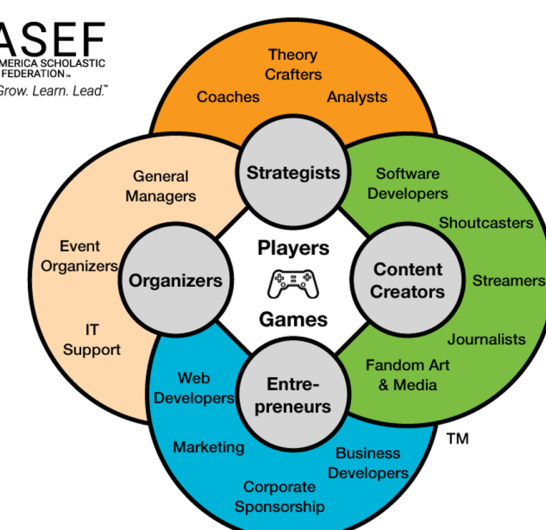 ASEF
MERICA SCHOLASTIC
FEDERATION™
Grow. Learn. Lead.™
Theory
Crafters
Coaches
Analysts
Strategists
General
Managers
Software
Developers
Shoutcasters
Players
Event
Organizers
Organizers
Content
Creators
Streamers
Games
IT
Support
Journalists
Fandom Art
& Media
Web
Developers
Entre-
preneurs
TM
Marketing
Business
Developers
Corporate
Sponsorship